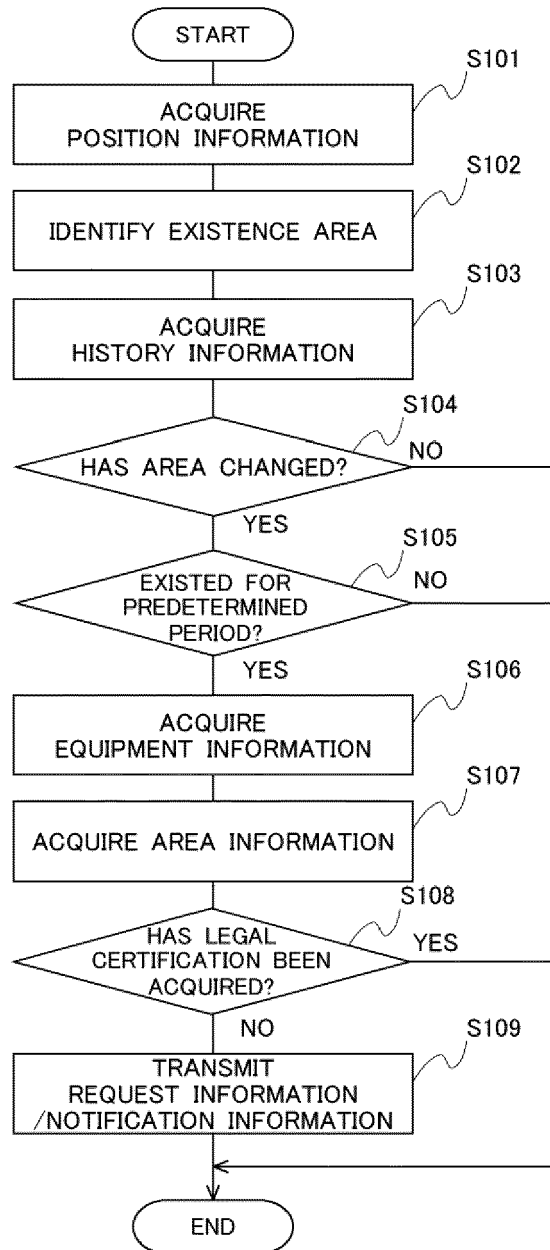 START
S101
ACQUIRE
POSITION INFORMATION
S102
IDENTIFY EXISTENCE AREA
S103
ACQUIRE
HISTORY INFORMATION
S104
HAS AREA CHANGED?
NO
YES
S105
EXISTED FOR
PREDETERMINED
PERIOD?
NO
YES
S106
ACQUIRE
EQUIPMENT INFORMATION
S107
ACQUIRE AREA INFORMATION
S108
HAS LEGAL
CERTIFICATION BEEN
ACQUIRED?
YES
NO
S109
TRANSMIT
REQUEST INFORMATION
/NOTIFICATION INFORMATION
END